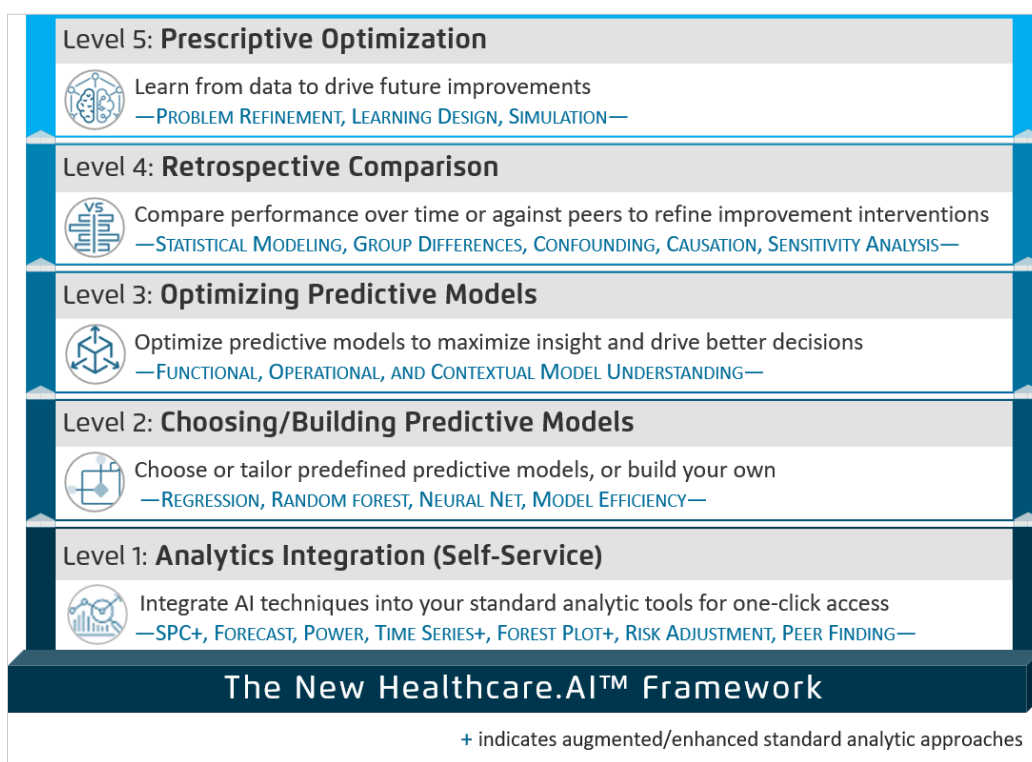 Level 5: Prescriptive Optimization
Learn from data to drive future improvements
—PROBLEM REFINEMENT, LEARNING DESIGN, SIMULATION—
Level 4: Retrospective Comparison
VS
Compare performance over time or against peers to refine improvement interventions
—STATISTICAL MODELING, GROUP DIFFERENCES, CONFOUNDING, CAUSATION, SENSITIVITY ANALYSIS—
Level 3: Optimizing Predictive Models
Optimize predictive models to maximize insight and drive better decisions
—FUNCTIONAL, OPERATIONAL, AND CONTEXTUAL MODEL UNDERSTANDING—
Level 2: Choosing/Building Predictive Models
Choose or tailor predefined predictive models, or build your own
—REGRESSION, RANDOM FOREST, NEURAL NET, MODEL EFFICIENCY—
Level 1: Analytics Integration (Self-Service)
Integrate AI techniques into your standard analytic tools for one-click access
—SPC+, FORECAST, POWER, TIME SERIES+, FOREST PLOT+, RISK ADJUSTMENT, PEER FINDING—
The New Healthcare.AI™ Framework
+ indicates augmented/enhanced standard analytic approaches